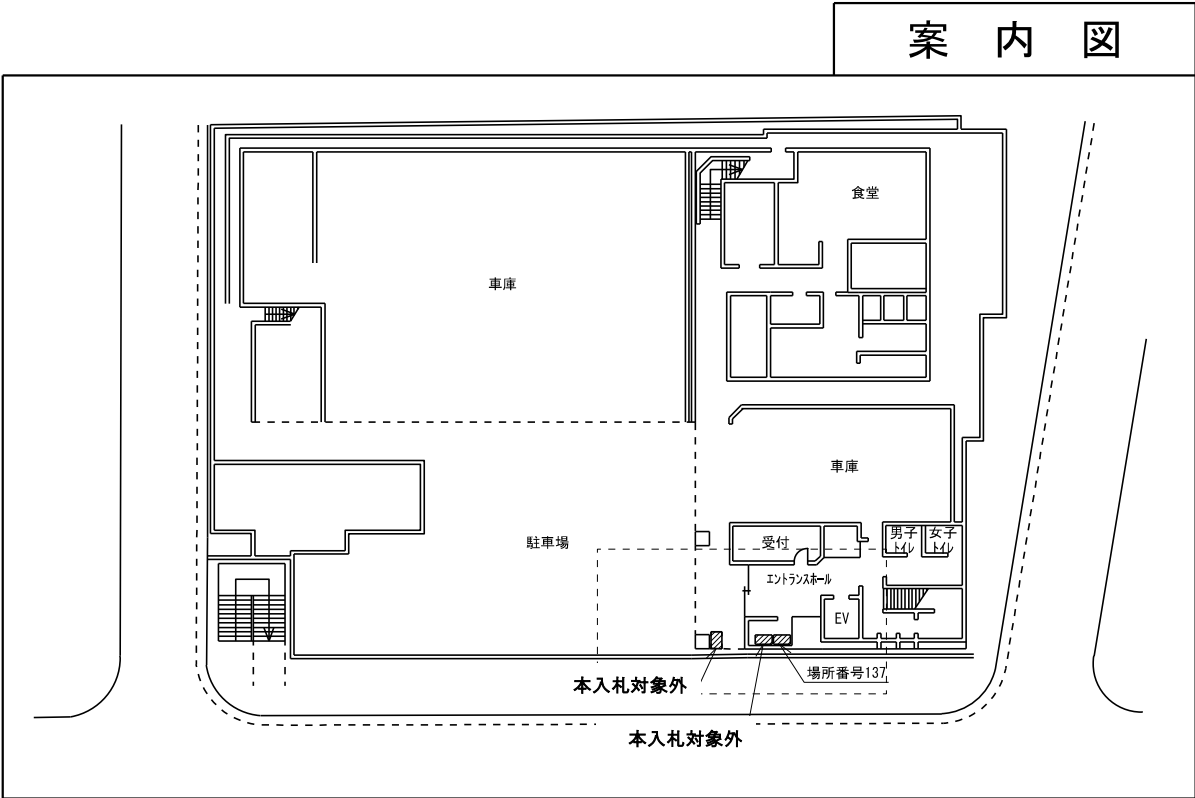 案内図
食堂
車庫
車庫
駐車場
受付
男子
トイレ
女子
トイレ
エントランスホール
EV
場所番号137
本入札対象外
本入札対象外